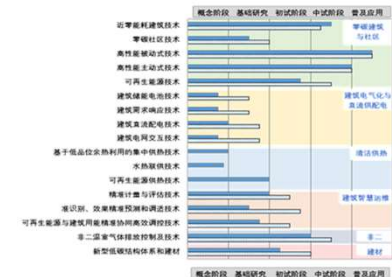 概念阶段 基础研究 初试阶段 中试阶段 普及应用
近零能耗建筑技术
零碳社区技术
高性能被动式技术
高性能主动式技术
可再生能源技术
零碳建筑
与社区
建筑储能电池技术
建筑需求响应技术
建筑直流配电技术
建筑电网交互技术
建筑电气化与
直流供配电
基于低品位余热利用的集中供热技术
水热联供技术
可再生能源供热技术
清洁供热
精准计量与评估技术
准识别、效果精准预测和调适技术
可再生能源与建筑用能精准协同高效调控技术
建筑智慧运维
非二氧化碳温室气体排放控制及技术
非二
新型低碳结构体系和建材
建材
概念阶段 基础研究 初试阶段 中试阶段 普及应用